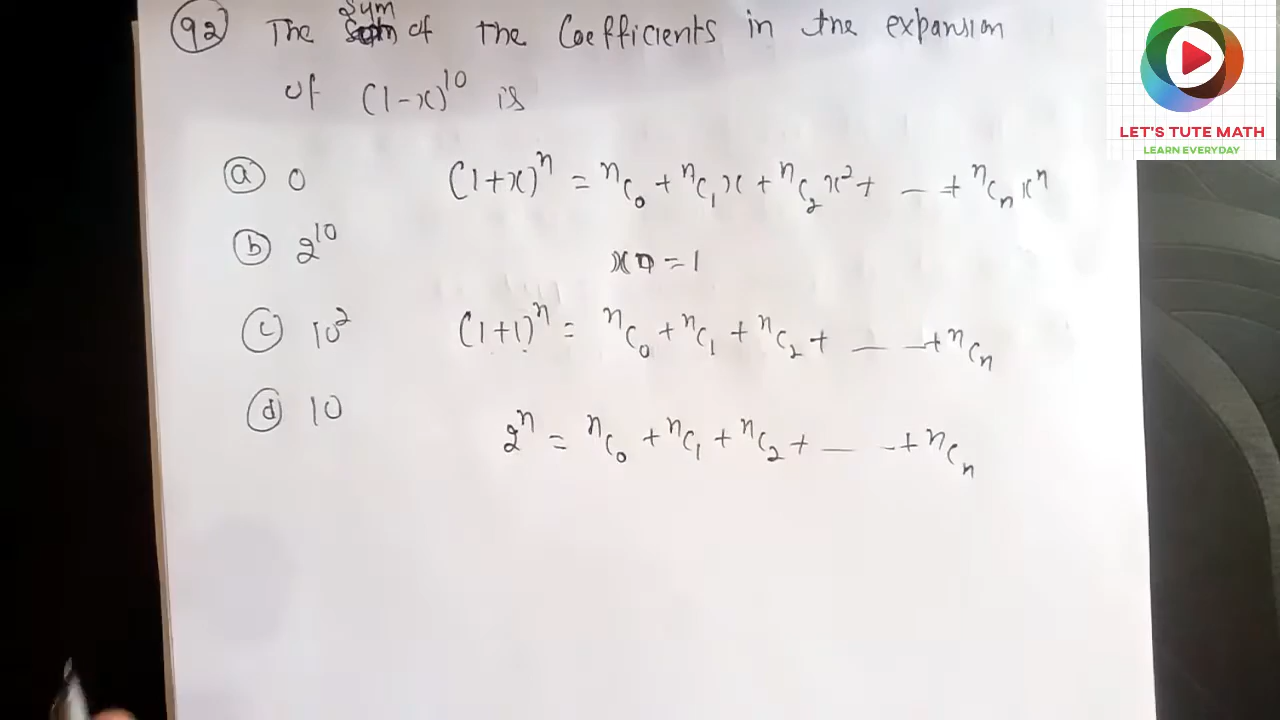 92 The Sum of the Coefficients in the expansion
of (1-x)^10 is
a 0
b 2^10
c 10^2
d 10
(1+x)^n = nC0 + nC1 x + nC2 x^2 + — + nCn x^n
x = 1
(1+1)^n = nC0 + nC1 + nC2 + — — + nCn
2^n = nC0 + nC1 + nC2 + — - + nCn
LET'S TUTE MATH
LEARN EVERYDAY